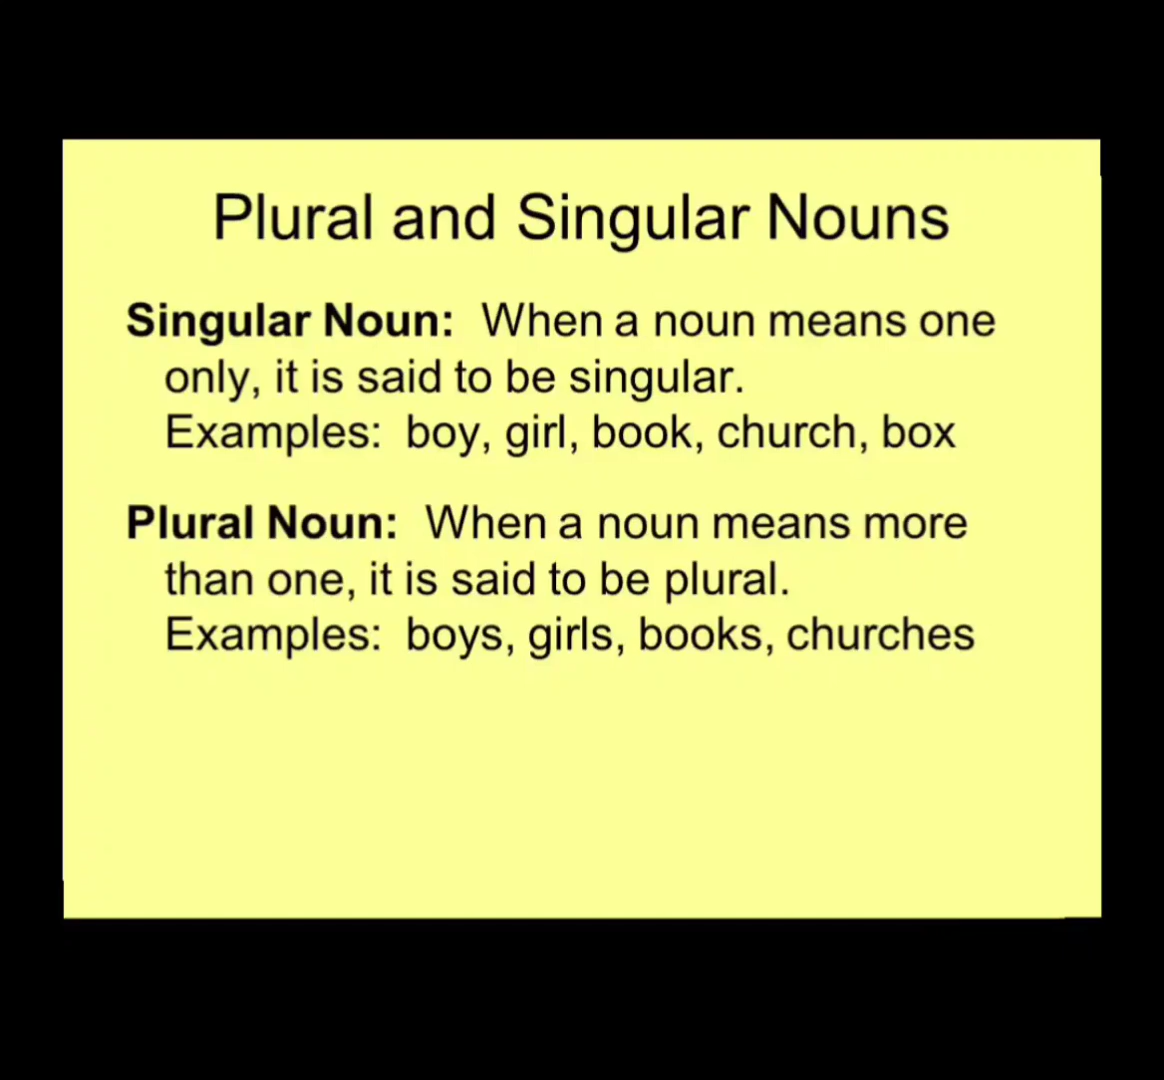 Plural and Singular Nouns
Singular Noun: When a noun means one
only, it is said to be singular.
Examples: boy, girl, book, church, box
Plural Noun: When a noun means more
than one, it is said to be plural.
Examples: boys, girls, books, churches